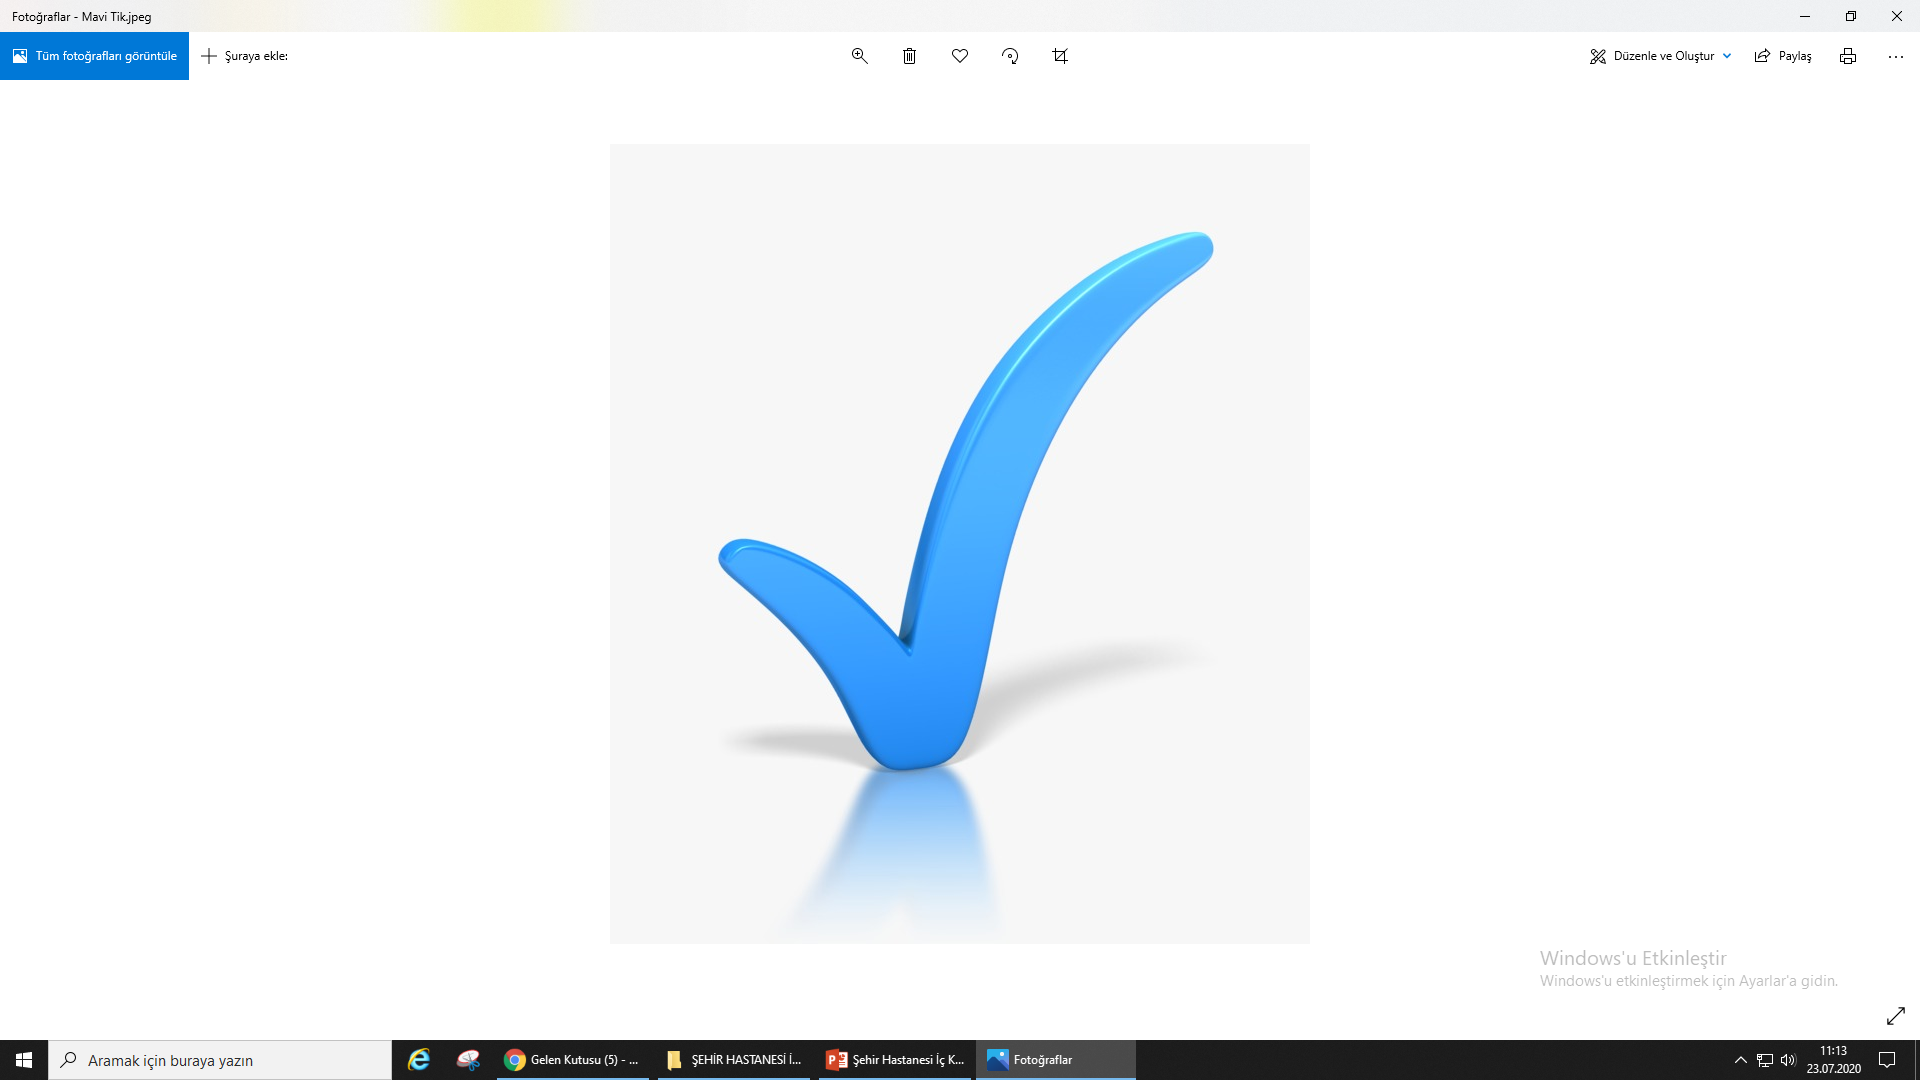 Fotoğraflar - Mavi Tik.jpeg
Tüm fotoğrafları görüntüle
Şuraya ekle:
Düzenle ve Oluştur
Paylaş
Windows'u Etkinleştir
Windows'u etkinleştirmek için Ayarlar'a gidin.
Aramak için buraya yazın
Gelen Kutusu (5) - ...
ŞEHİR HASTANESİ İ...
Şehir Hastanesi İç K...
Fotoğraflar
11:13
23.07.2020